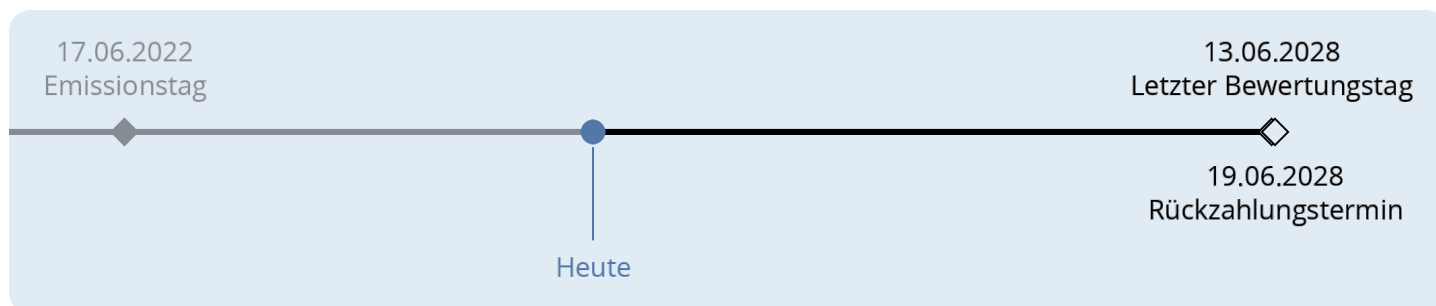 17.06.2022
Emissionstag
13.06.2028
Letzter Bewertungstag
19.06.2028
Rückzahlungstermin
Heute